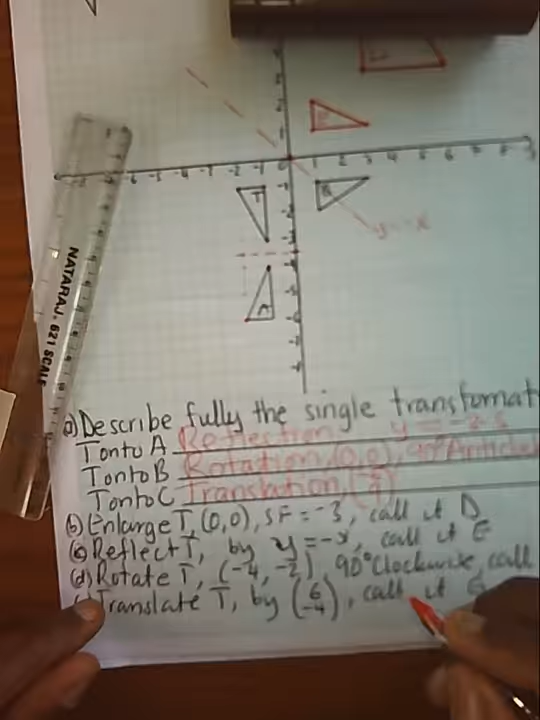 y=-x
T
A
B
NATARAJ. 621 SCALE
a) Describe fully the single transformat
T onto A Reflection, y = -3.5
T onto B Rotation, (0,0), 90° Anticlo
T onto C Translation,
(b) Enlarge T, (0,0), SF = -3, call it D
(c) Reflect T, by y = -x, call it E
(d) Rotate T, (-4, -2), 90° Clockwise, call
Translate T, by (6 -4), call it G